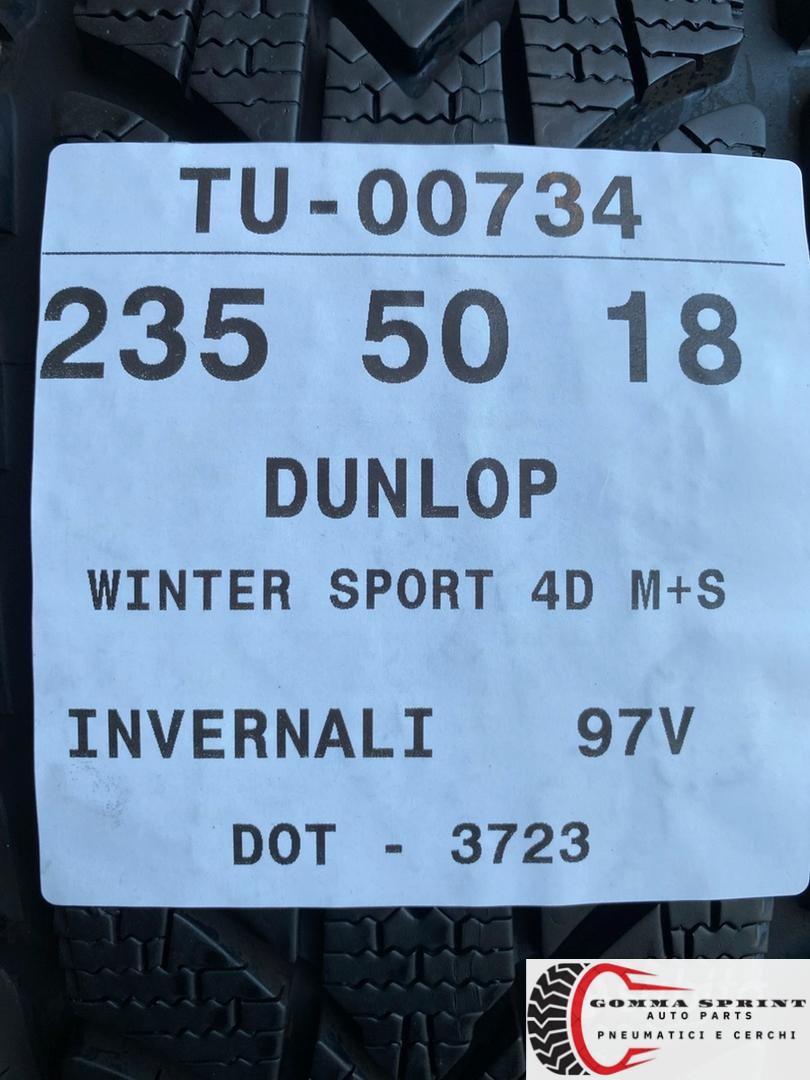 TU-00734
235 50 18
DUNLOP
WINTER SPORT 4D M+S
INVERNALI 97V
DOT - 3723
GOMMA SPRINT
AUTO PARTS
PNEUMATICI E CERCHI